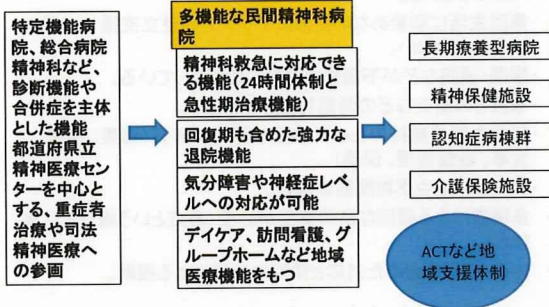 特定機能病
院、総合病院
精神科など、
診断機能や
合併症を主体
とした機能
都道府県立
精神医療セン
ターを中心と
する、重症者
治療や司法
精神医療へ
の参画
多機能な民間精神科病
院
精神科救急に対応でき
る機能(24時間体制と
急性期治療機能)
回復期も含めた強力な
退院機能
気分障害や神経症レベ
ルへの対応が可能
デイケア、訪問看護、グ
ループホームなど地域
医療機能をもつ
長期療養型病院
精神保健施設
認知症病棟群
介護保険施設
ACTなど地
域支援体制